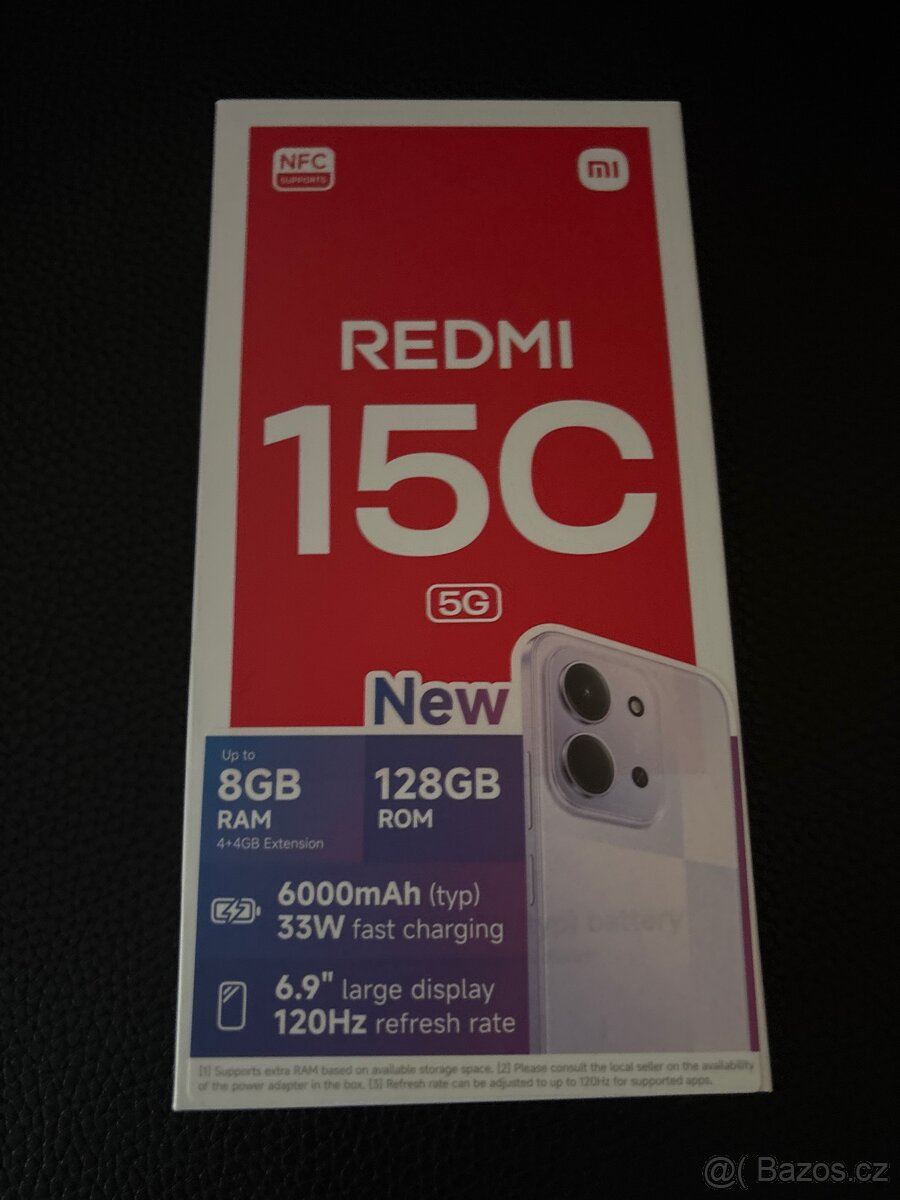 NFC
SUPPORTS
mi
REDMI
15C
5G
New
Up to
8GB
RAM
4+4GB Extension
128GB
ROM
6000mAh (typ)
33W fast charging
6.9" large display
120Hz refresh rate
battery
[1] Supports extra RAM based on available storage space. [2] Please consult the local seller on the availability
of the power adapter in the box. [3] Refresh rate can be adjusted to up to 120Hz for supported apps.
@( Bazos.cz